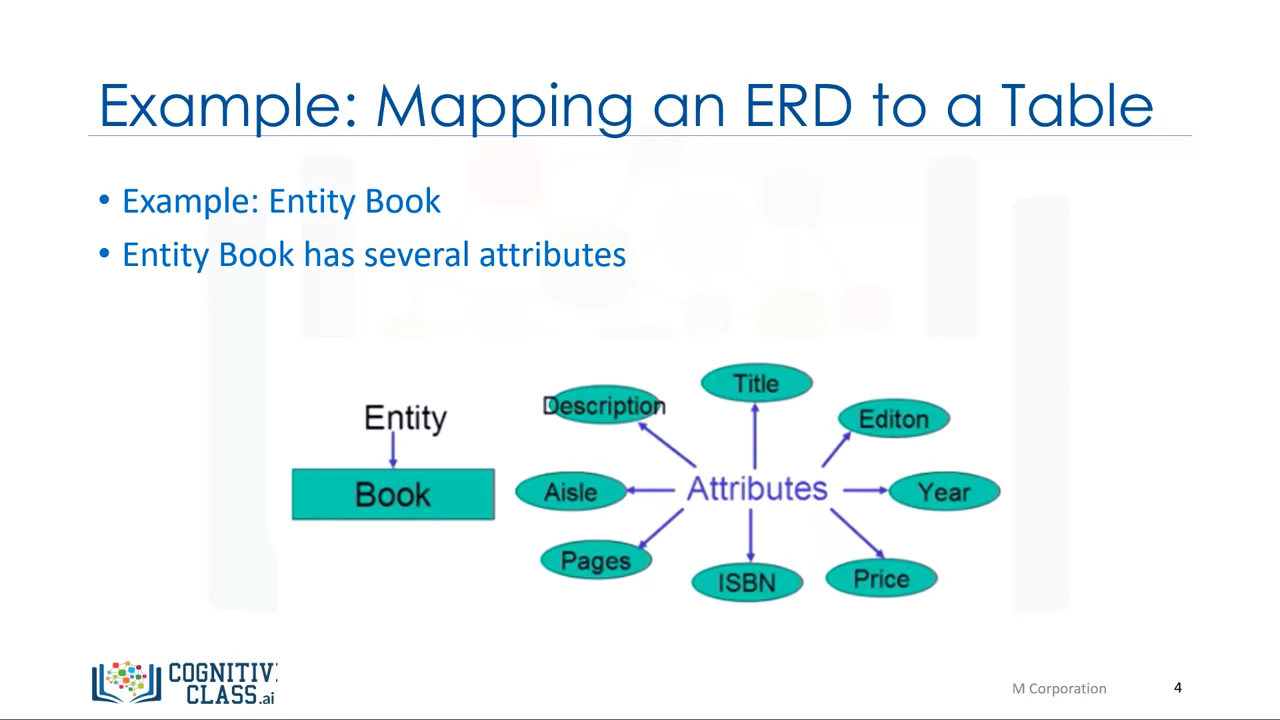 Example: Mapping an ERD to a Table
• Example: Entity Book
• Entity Book has several attributes
Entity
Book
Title
Description
Editon
Aisle
Attributes
Year
Pages
ISBN
Price
COGNITIV
CLASS.ai
M Corporation
4